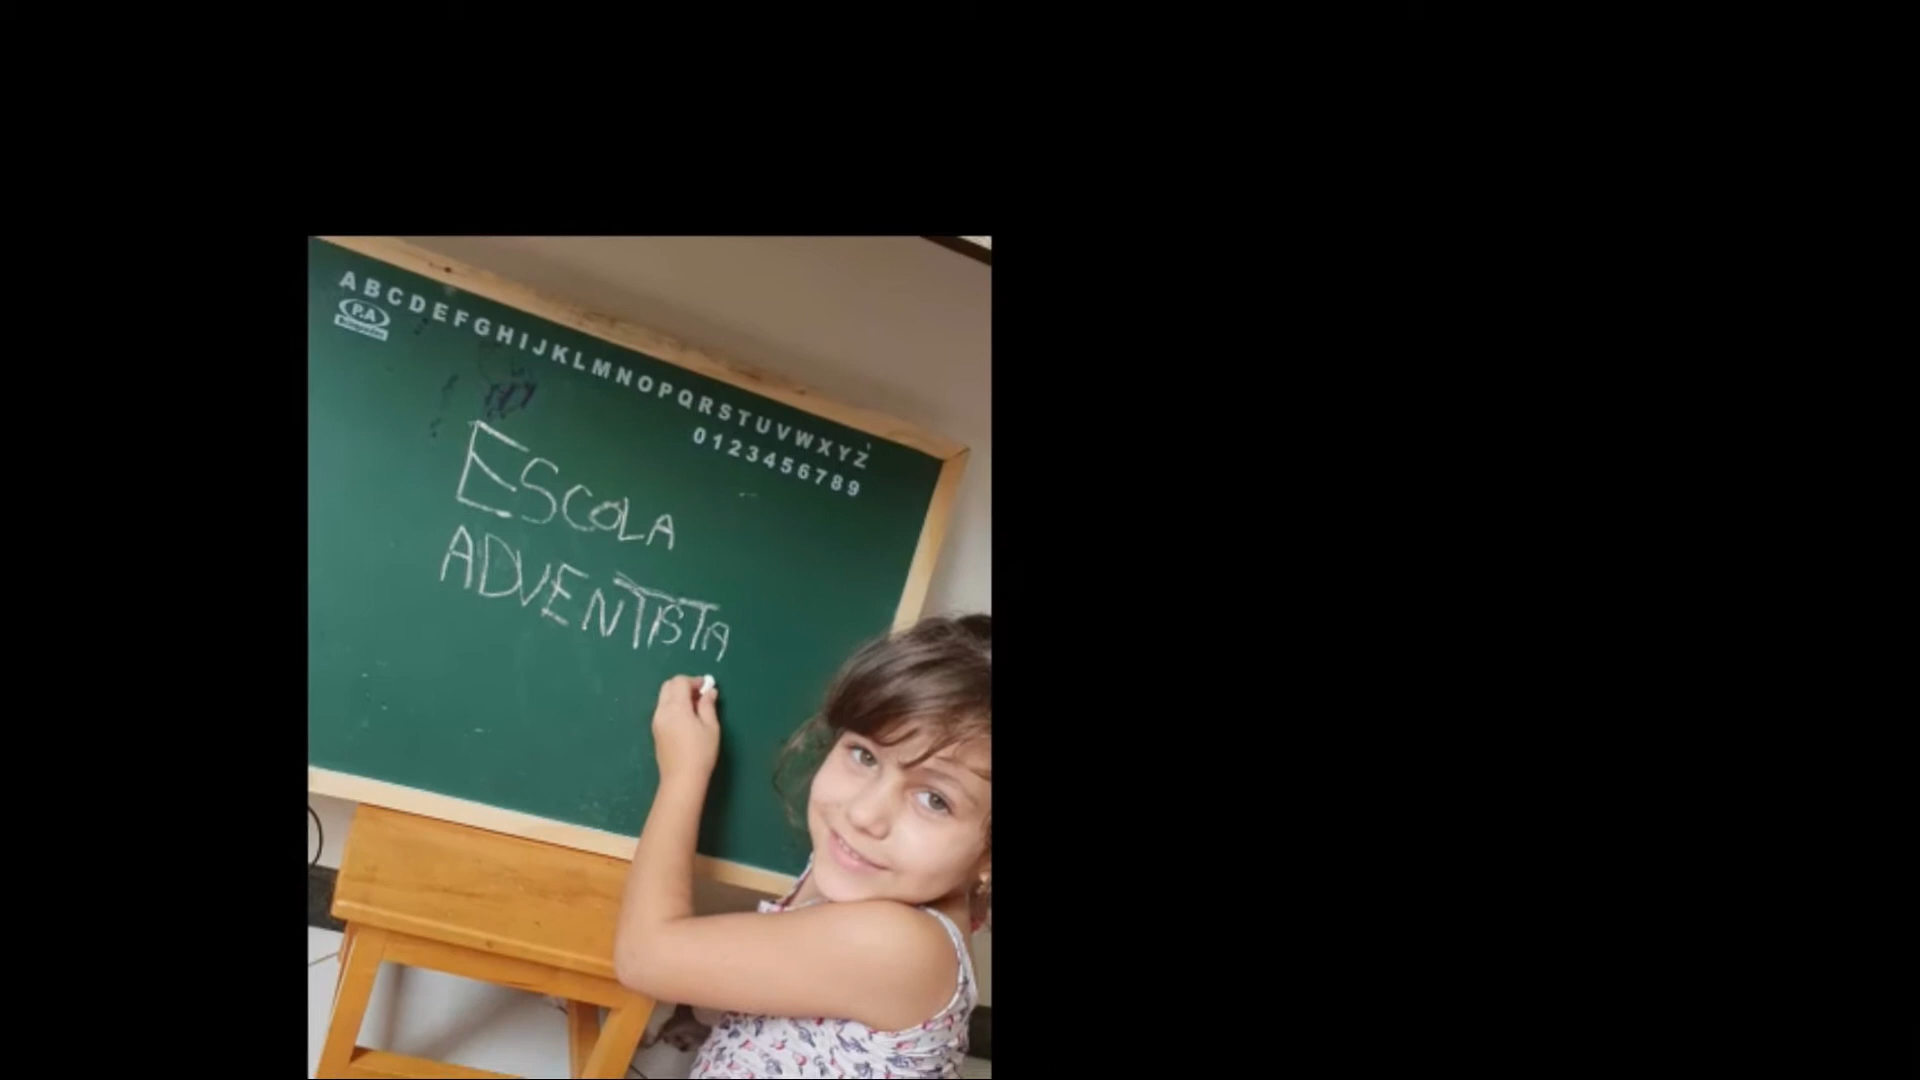 ABCDEFGHIJKLMNOPQRSTUVWXYZ
P.A
0123456789
ESCOLA
ADVENTISTA